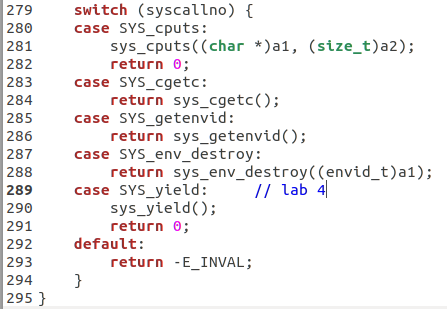 279 switch (syscallno) {
280 case SYS_cputs:
281 sys_cputs((char *)a1, (size_t)a2);
282 return 0;
283 case SYS_cgetc:
284 return sys_cgetc();
285 case SYS_getenvid:
286 return sys_getenvid();
287 case SYS_env_destroy:
288 return sys_env_destroy((envid_t)a1);
289 case SYS_yield: // lab 4
290 sys_yield();
291 return 0;
292 default:
293 return -E_INVAL;
294 }
295 }